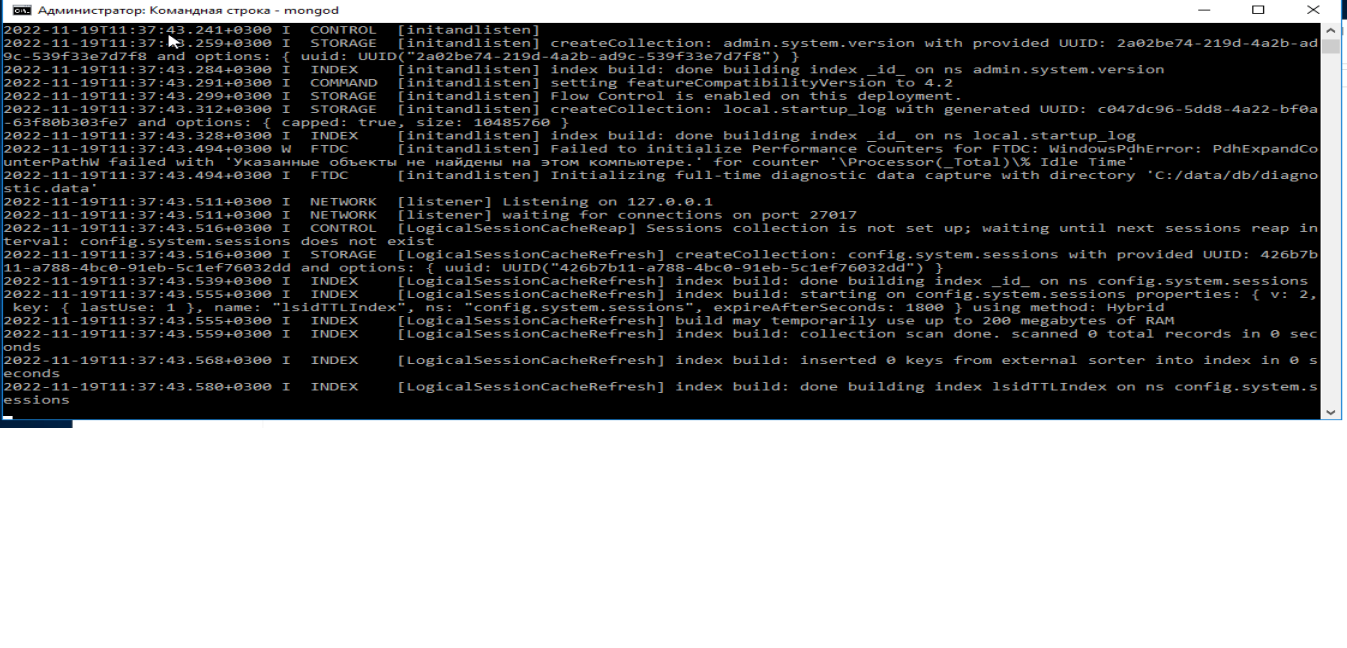 Администратор: Командная строка - mongod
2022-11-19T11:37:43.241+0300 I  CONTROL  [initandlisten]
2022-11-19T11:37:43.259+0300 I  STORAGE  [initandlisten] createCollection: admin.system.version with provided UUID: 2a02be74-219d-4a2b-ad
9c-539f33e7d7f8 and options: { uuid: UUID("2a02be74-219d-4a2b-ad9c-539f33e7d7f8") }
2022-11-19T11:37:43.284+0300 I  INDEX    [initandlisten] index build: done building index _id_ on ns admin.system.version
2022-11-19T11:37:43.291+0300 I  COMMAND  [initandlisten] setting featureCompatibilityVersion to 4.2
2022-11-19T11:37:43.299+0300 I  STORAGE  [initandlisten] Flow Control is enabled on this deployment.
2022-11-19T11:37:43.312+0300 I  STORAGE  [initandlisten] createCollection: local.startup_log with generated UUID: c047dc96-5dd8-4a22-bf0a
-63f80b303fe7 and options: { capped: true, size: 10485760 }
2022-11-19T11:37:43.328+0300 I  INDEX    [initandlisten] index build: done building index _id_ on ns local.startup_log
2022-11-19T11:37:43.494+0300 W  FTDC     [initandlisten] Failed to initialize Performance Counters for FTDC: WindowsPdhError: PdhExpandCo
unterPathW failed with 'Указанные объекты не найдены на этом компьютере.' for counter '\Processor(_Total)\% Idle Time'
2022-11-19T11:37:43.494+0300 I  FTDC     [initandlisten] Initializing full-time diagnostic data capture with directory 'C:/data/db/diagno
stic.data'
2022-11-19T11:37:43.511+0300 I  NETWORK  [listener] Listening on 127.0.0.1
2022-11-19T11:37:43.511+0300 I  NETWORK  [listener] waiting for connections on port 27017
2022-11-19T11:37:43.516+0300 I  CONTROL  [LogicalSessionCacheReap] Sessions collection is not set up; waiting until next sessions reap in
terval: config.system.sessions does not exist
2022-11-19T11:37:43.516+0300 I  STORAGE  [LogicalSessionCacheRefresh] createCollection: config.system.sessions with provided UUID: 426b7b
11-a788-4bc0-91eb-5c1ef76032dd and options: { uuid: UUID("426b7b11-a788-4bc0-91eb-5c1ef76032dd") }
2022-11-19T11:37:43.539+0300 I  INDEX    [LogicalSessionCacheRefresh] index build: done building index _id_ on ns config.system.sessions
2022-11-19T11:37:43.555+0300 I  INDEX    [LogicalSessionCacheRefresh] index build: starting on config.system.sessions properties: { v: 2,
 key: { lastUse: 1 }, name: "lsidTTLIndex", ns: "config.system.sessions", expireAfterSeconds: 1800 } using method: Hybrid
2022-11-19T11:37:43.555+0300 I  INDEX    [LogicalSessionCacheRefresh] build may temporarily use up to 200 megabytes of RAM
2022-11-19T11:37:43.559+0300 I  INDEX    [LogicalSessionCacheRefresh] index build: collection scan done. scanned 0 total records in 0 sec
onds
2022-11-19T11:37:43.568+0300 I  INDEX    [LogicalSessionCacheRefresh] index build: inserted 0 keys from external sorter into index in 0 s
econds
2022-11-19T11:37:43.580+0300 I  INDEX    [LogicalSessionCacheRefresh] index build: done building index lsidTTLIndex on ns config.system.s
essions